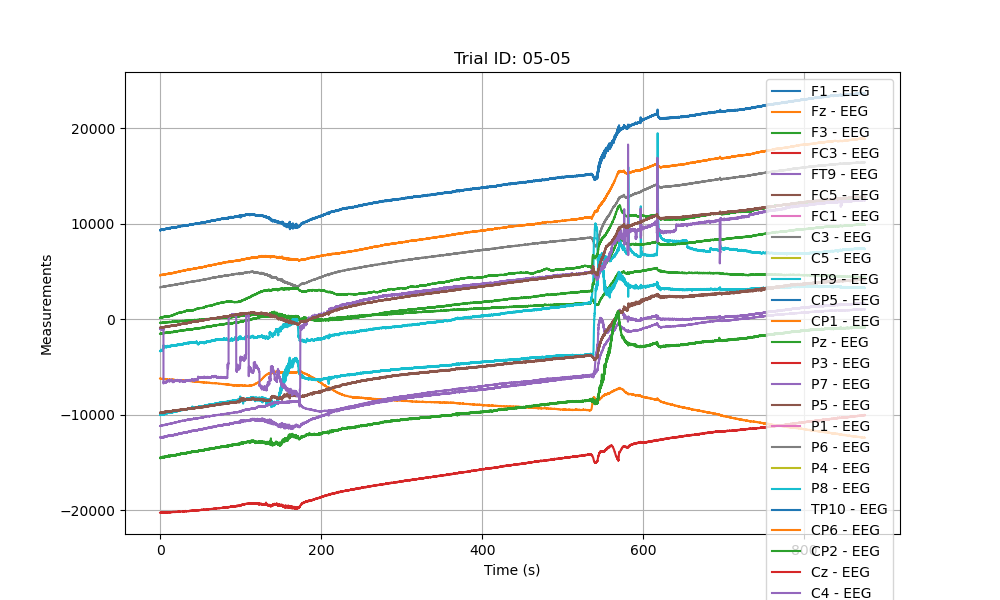 Trial ID: 05-05
Measurements
20000
10000
0
−10000
−20000
0
200
400
600
800
Time (s)
F1 - EEG
Fz - EEG
F3 - EEG
FC3 - EEG
FT9 - EEG
FC5 - EEG
FC1 - EEG
C3 - EEG
C5 - EEG
TP9 - EEG
CP5 - EEG
CP1 - EEG
Pz - EEG
P3 - EEG
P7 - EEG
P5 - EEG
P1 - EEG
P6 - EEG
P4 - EEG
P8 - EEG
TP10 - EEG
CP6 - EEG
CP2 - EEG
Cz - EEG
C4 - EEG